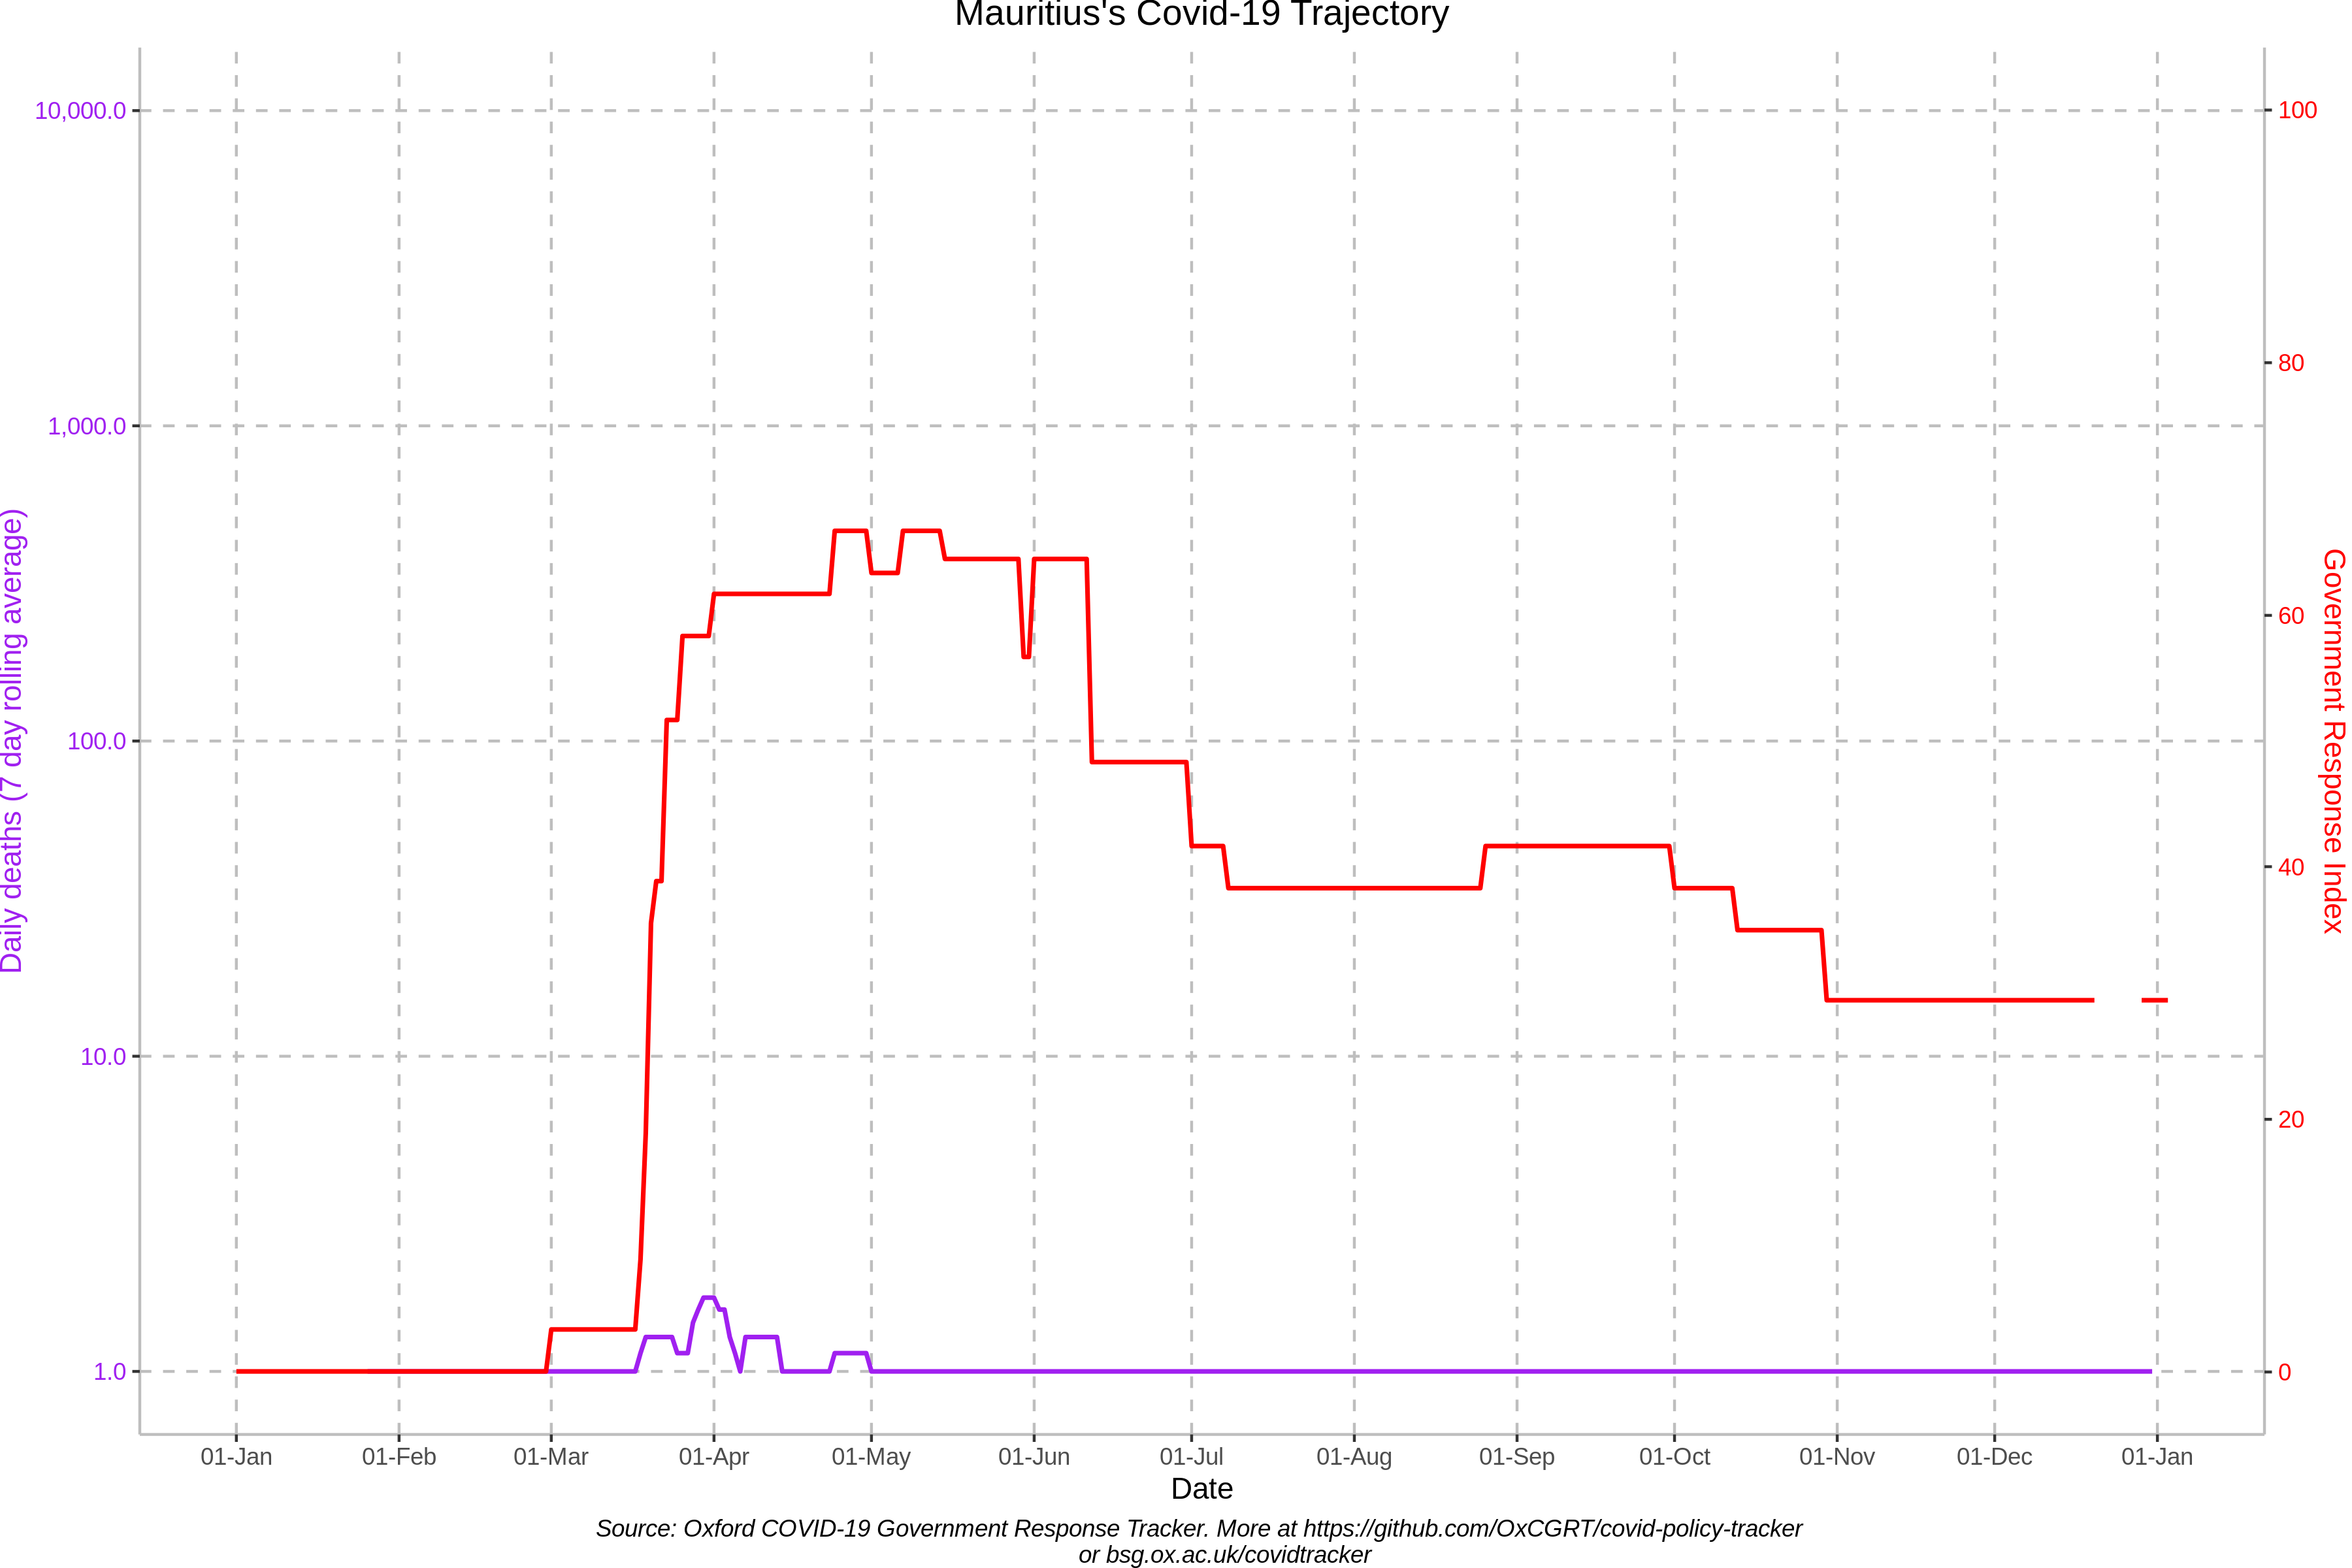 Mauritius's Covid-19 Trajectory
10,000.0
1,000.0
100.0
10.0
1.0
Daily deaths (7 day rolling average)
100
80
60
40
20
0
Government Response Index
01-Jan 01-Feb 01-Mar 01-Apr 01-May 01-Jun 01-Jul 01-Aug 01-Sep 01-Oct 01-Nov 01-Dec 01-Jan
Date
Source: Oxford COVID-19 Government Response Tracker. More at https://github.com/OxCGRT/covid-policy-tracker
or bsg.ox.ac.uk/covidtracker